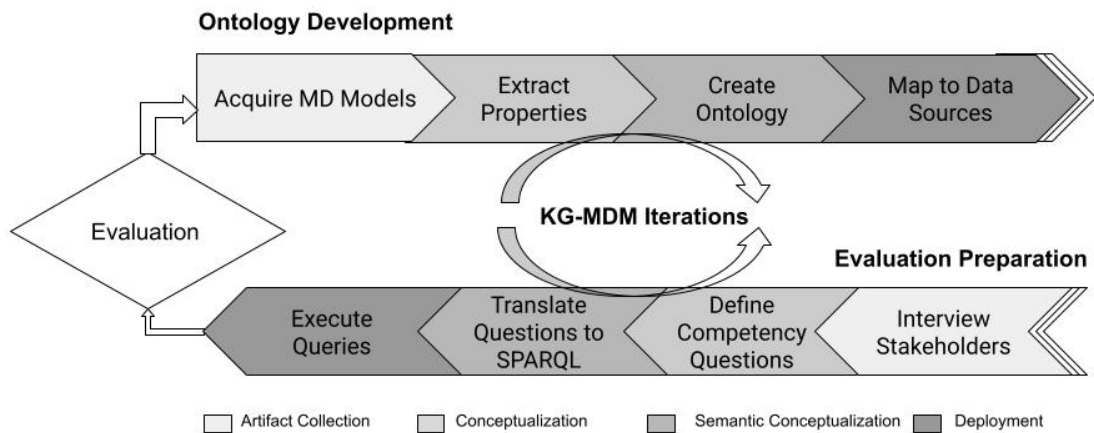 Ontology Development
Acquire MD Models
Extract
Properties
Create
Ontology
Map to Data
Sources
Evaluation
KG-MDM Iterations
Evaluation Preparation
Execute
Queries
Translate
Questions to
SPARQL
Define
Competency
Questions
Interview
Stakeholders
Artifact Collection
Conceptualization
Semantic Conceptualization
Deployment